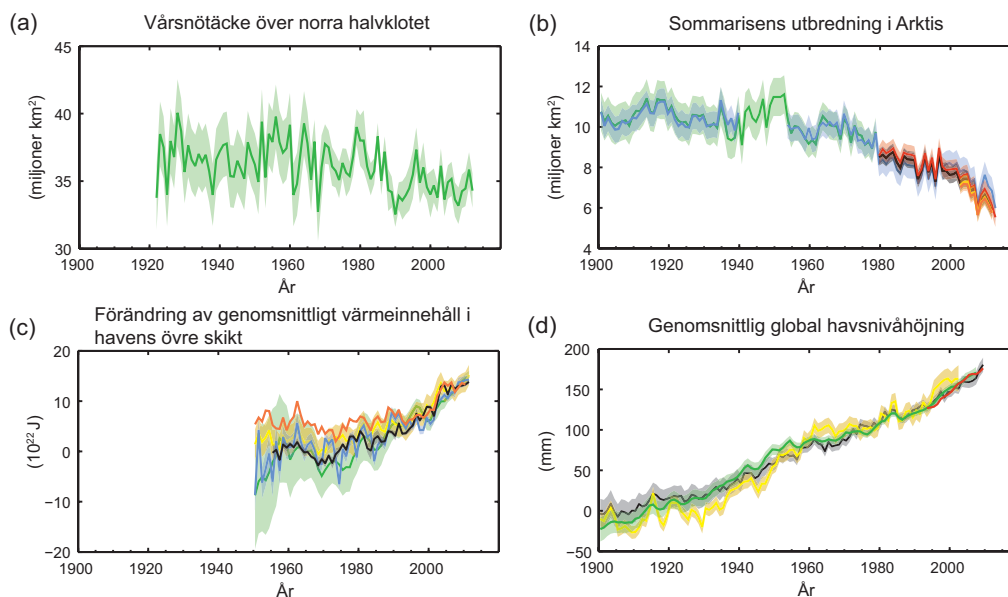 (a)
Vårsnötäcke över norra halvklotet
45
40
35
30
(miljoner km²)
1900 1920 1940 1960 1980 2000
År
(b)
Sommarisens utbredning i Arktis
14
12
10
8
6
4
(miljoner km²)
1900 1920 1940 1960 1980 2000
År
(c)
Förändring av genomsnittligt värmeinnehåll i
havens övre skikt
20
10
0
−10
−20
(10²² J)
1900 1920 1940 1960 1980 2000
År
(d)
Genomsnittlig global havsnivåhöjning
200
150
100
50
0
−50
(mm)
1900 1920 1940 1960 1980 2000
År